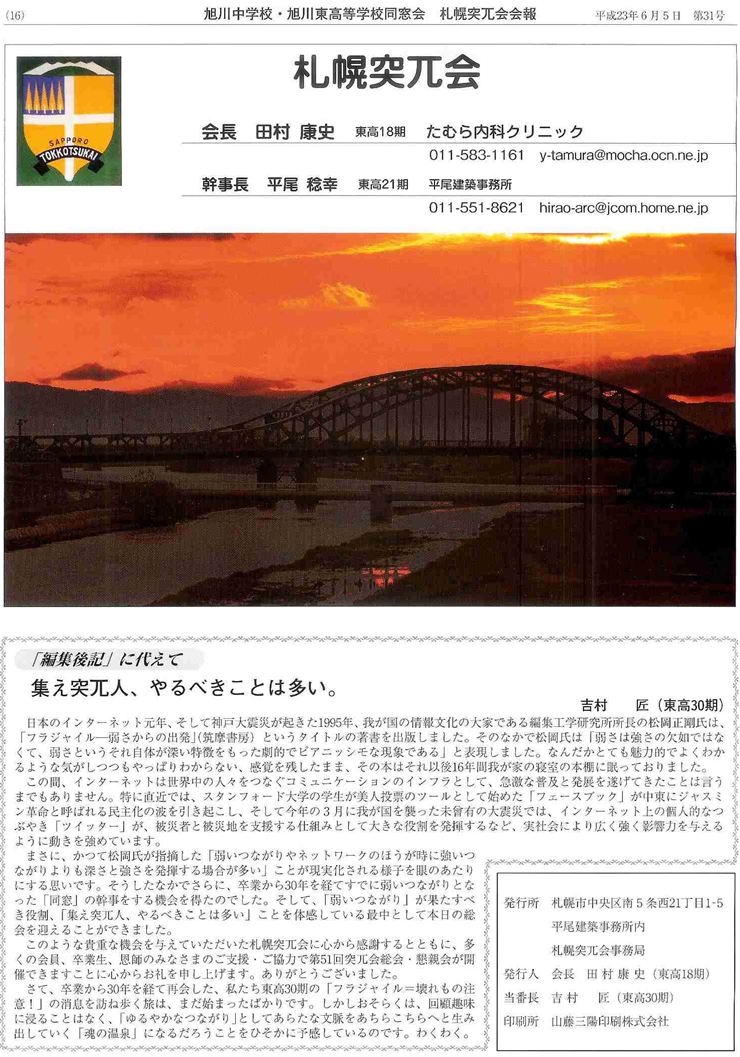 (16)
旭川中学校・旭川東高等学校同窓会　札幌突兀会会報
平成23年6月5日　第31号
SAPPORO
TOKKOTSUKAI
札幌突兀会
会長　田村 康史　東高18期　たむら内科クリニック
011-583-1161　y-tamura@mocha.ocn.ne.jp
幹事長　平尾 稔幸　東高21期　平尾建築事務所
011-551-8621　hirao-arc@jcom.home.ne.jp
「編集後記」に代えて
集え突兀人、やるべきことは多い。
吉村　匠（東高30期）
日本のインターネット元年、そして神戸大震災が起きた1995年、我が国の情報文化の大家である編集工学研究所所長の松岡正剛氏は、
「フラジャイル―弱さからの出発」（筑摩書房）というタイトルの著書を出版しました。そのなかで松岡氏は「弱さは強さの欠如ではな
くて、弱さというそれ自体が深い特徴をもった劇的でピアニッシモな現象である」と表現しました。なんだかとても魅力的でよくわか
るような気がしつつもやっぱりわからない、感覚を残したまま、その本はそれ以後16年間我が家の寝室の本棚に眠っておりました。
この間、インターネットは世界中の人々をつなぐコミュニケーションのインフラとして、急激な普及と発展を遂げてきたことは言う
までもありません。特に直近では、スタンフォード大学の学生が美人投票のツールとして始めた「フェースブック」が中東にジャスミ
ン革命と呼ばれる民主化の波を引き起こし、そして今年の３月に我が国を襲った未曾有の大震災では、インターネット上の個人的なつ
ぶやき「ツイッター」が、被災者と被災地を支援する仕組みとして大きな役割を発揮するなど、実社会により広く強く影響力を与える
ように動きを強めています。
まさに、かつて松岡氏が指摘した「弱いつながりやネットワークのほうが時に強いつ
ながりよりも深さと強さを発揮する場合が多い」ことが現実化される様子を眼のあたり
にする思いです。そうしたなかでさらに、卒業から30年を経てすでに弱いつながりとな
った「同窓」の幹事をする機会を得たのでした。そして、「弱いつながり」が果たすべ
き役割、「集え突兀人、やるべきことは多い」ことを体感している最中として本日の総
会を迎えることができました。
このような貴重な機会を与えていただいた札幌突兀会に心から感謝するとともに、多
くの会員、卒業生、恩師のみなさまのご支援・ご協力で第51回突兀会総会・懇親会が開
催できますことに心からお礼を申し上げます。ありがとうございました。
さて、卒業から30年を経て再会した、私たち東高30期の「フラジャイル＝壊れもの注
意！」の消息を訪ね歩く旅は、まだ始まったばかりです。しかしおそらくは、回顧趣味
に浸ることはなく、「ゆるやかなつながり」としてあらたな文脈をあちらこちらへと生み
出していく「魂の温泉」になるだろうことをひそかに予感しているのです。わくわく。
発行所　札幌市中央区南5条西21丁目1-5
平尾建築事務所内
札幌突兀会事務局
発行人　会長　田村康史（東高18期）
当番長　吉村　匠（東高30期）
印刷所　山藤三陽印刷株式会社